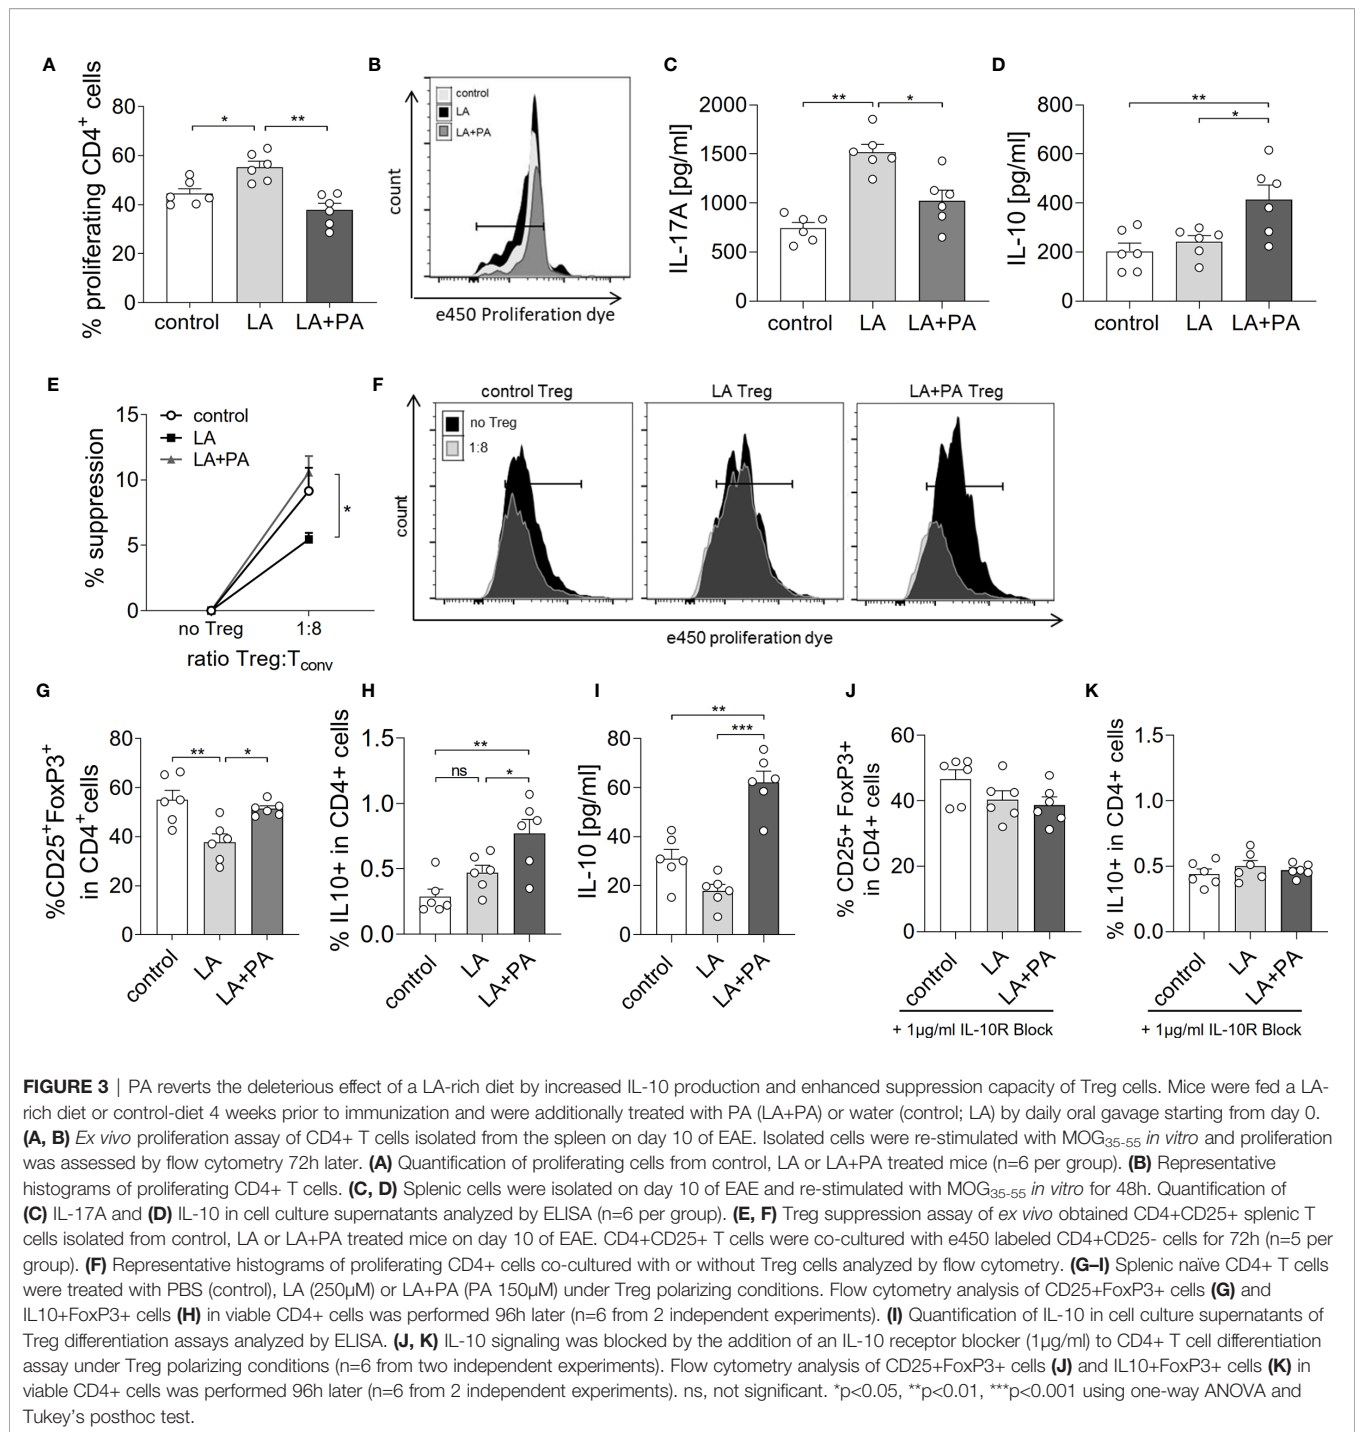 A
% proliferating CD4+ cells
80
60
40
20
0
* **
control LA LA+PA
B
control
LA
LA+PA
count
e450 Proliferation dye
C
IL-17A [pg/ml]
2000
1500
1000
500
0
** *
control LA LA+PA
D
IL-10 [pg/ml]
800
600
400
200
0
**
*
control LA LA+PA
E
% suppression
15
10
5
0
control
LA
LA+PA
*
no Treg 1:8
ratio Treg:Tconv
F
control Treg LA Treg LA+PA Treg
no Treg
1:8
count
e450 proliferation dye
G
%CD25+FoxP3+
in CD4+cells
80
60
40
20
0
** *
control LA LA+PA
H
% IL10+ in CD4+ cells
1.5
1.0
0.5
0.0
**
ns *
control LA LA+PA
I
IL-10 [pg/ml]
80
60
40
20
0
**
***
control LA LA+PA
J
% CD25+ FoxP3+
in CD4+ cells
60
40
20
0
control LA LA+PA
+ 1µg/ml IL-10R Block
K
% IL10+ in CD4+ cells
1.5
1.0
0.5
0.0
control LA LA+PA
+ 1µg/ml IL-10R Block
FIGURE 3 | PA reverts the deleterious effect of a LA-rich diet by increased IL-10 production and enhanced suppression capacity of Treg cells. Mice were fed a LA-
rich diet or control-diet 4 weeks prior to immunization and were additionally treated with PA (LA+PA) or water (control; LA) by daily oral gavage starting from day 0.
(A, B) Ex vivo proliferation assay of CD4+ T cells isolated from the spleen on day 10 of EAE. Isolated cells were re-stimulated with MOG35-55 in vitro and proliferation
was assessed by flow cytometry 72h later. (A) Quantification of proliferating cells from control, LA or LA+PA treated mice (n=6 per group). (B) Representative
histograms of proliferating CD4+ T cells. (C, D) Splenic cells were isolated on day 10 of EAE and re-stimulated with MOG35-55 in vitro for 48h. Quantification of
(C) IL-17A and (D) IL-10 in cell culture supernatants analyzed by ELISA (n=6 per group). (E, F) Treg suppression assay of ex vivo obtained CD4+CD25+ splenic T
cells isolated from control, LA or LA+PA treated mice on day 10 of EAE. CD4+CD25+ T cells were co-cultured with e450 labeled CD4+CD25- cells for 72h (n=5 per
group). (F) Representative histograms of proliferating CD4+ cells co-cultured with or without Treg cells analyzed by flow cytometry. (G–I) Splenic naïve CD4+ T cells
were treated with PBS (control), LA (250µM) or LA+PA (PA 150µM) under Treg polarizing conditions. Flow cytometry analysis of CD25+FoxP3+ cells (G) and
IL10+FoxP3+ cells (H) in viable CD4+ cells was performed 96h later (n=6 from 2 independent experiments). (I) Quantification of IL-10 in cell culture supernatants of
Treg differentiation assays analyzed by ELISA. (J, K) IL-10 signaling was blocked by the addition of an IL-10 receptor blocker (1µg/ml) to CD4+ T cell differentiation
assay under Treg polarizing conditions (n=6 from two independent experiments). Flow cytometry analysis of CD25+FoxP3+ cells (J) and IL10+FoxP3+ cells (K) in
viable CD4+ cells was performed 96h later (n=6 from 2 independent experiments). ns, not significant. *p<0.05, **p<0.01, ***p<0.001 using one-way ANOVA and
Tukey's posthoc test.